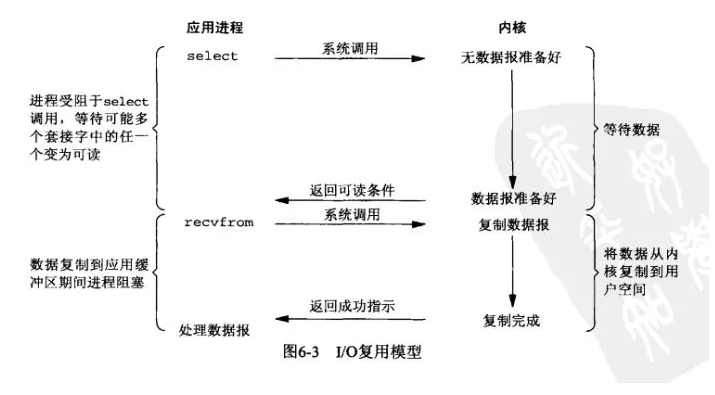 应用进程
内核
select
系统调用
无数据报准备好
进程受阻于select
调用，等待可能多
个套接字中的任一
个变为可读
等待数据
返回可读条件
数据报准备好
recvfrom
系统调用
复制数据报
数据复制到应用缓
冲区期间进程阻塞
将数据从内
核复制到用
户空间
返回成功指示
处理数据报
复制完成
图6-3 I/O复用模型